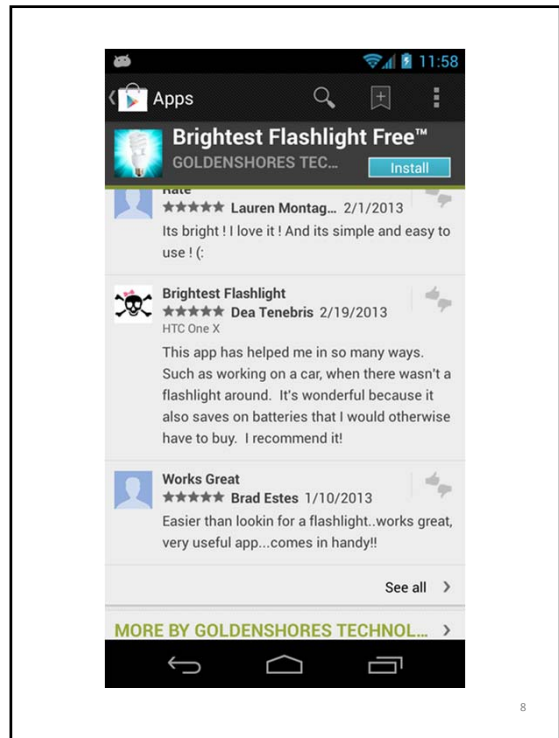 11:58
Apps
Brightest Flashlight Free™
GOLDENSHORES TEC...
Install
Rate
★★★★★ Lauren Montag... 2/1/2013
Its bright ! I love it ! And its simple and easy to
use ! (:
Brightest Flashlight
★★★★★ Dea Tenebris 2/19/2013
HTC One X
This app has helped me in so many ways.
Such as working on a car, when there wasn't a
flashlight around. It's wonderful because it
also saves on batteries that I would otherwise
have to buy. I recommend it!
Works Great
★★★★★ Brad Estes 1/10/2013
Easier than lookin for a flashlight..works great,
very useful app...comes in handy!!
See all
MORE BY GOLDENSHORES TECHNOL...
8